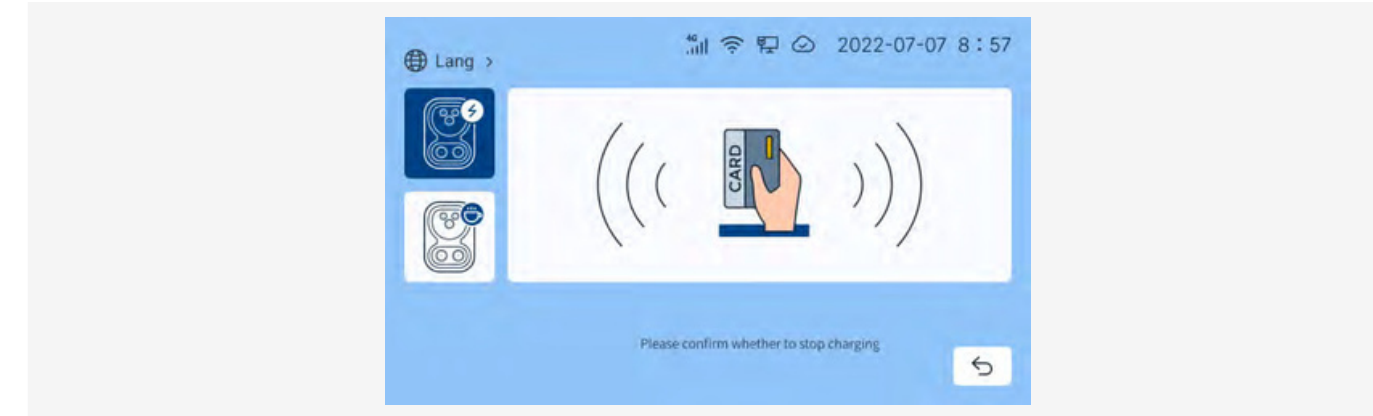 4G 2022-07-07 8:57
Lang >
CARD
Please confirm whether to stop charging